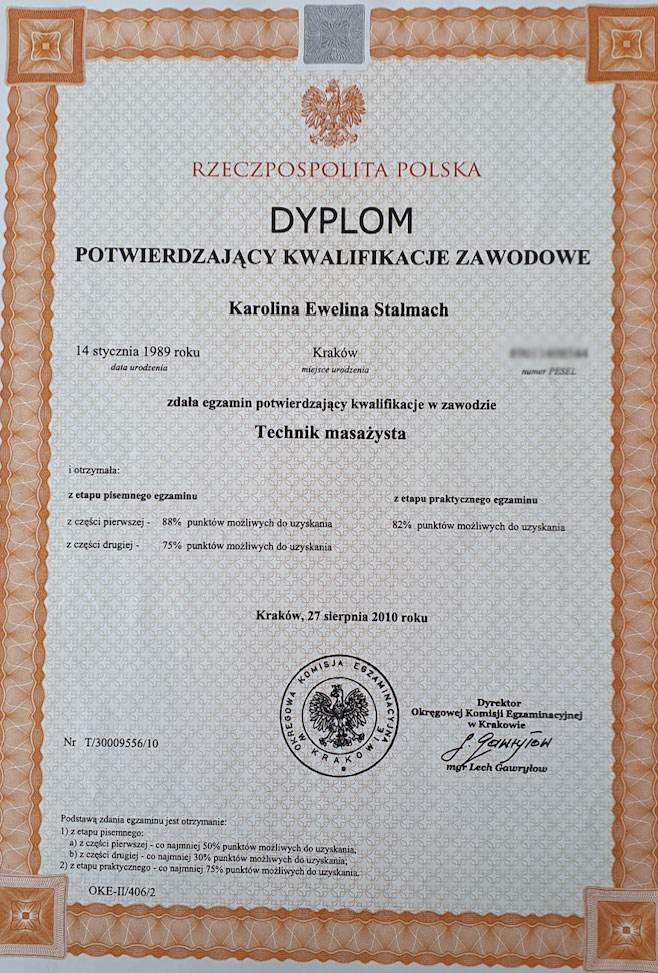 RZECZPOSPOLITA POLSKA
DYPLOM
POTWIERDZAJĄCY KWALIFIKACJE ZAWODOWE
Karolina Ewelina Stalmach
14 stycznia 1989 roku Kraków
data urodzenia miejsce urodzenia numer PESEL
zdała egzamin potwierdzający kwalifikacje w zawodzie
Technik masażysta
i otrzymała:
z etapu pisemnego egzaminu z etapu praktycznego egzaminu
z części pierwszej - 88% punktów możliwych do uzyskania 82% punktów możliwych do uzyskania
z części drugiej - 75% punktów możliwych do uzyskania
Kraków, 27 sierpnia 2010 roku
OKRĘGOWA KOMISJA EGZAMINACYJNA
W KRAKOWIE
Dyrektor
Okręgowej Komisji Egzaminacyjnej
w Krakowie
L. Gawryłow
mgr Lech Gawryłow
Nr T/30009556/10
Podstawą zdania egzaminu jest otrzymanie:
1) z etapu pisemnego:
a) z części pierwszej - co najmniej 50% punktów możliwych do uzyskania,
b) z części drugiej - co najmniej 30% punktów możliwych do uzyskania;
2) z etapu praktycznego - co najmniej 75% punktów możliwych do uzyskania.
OKE-II/406/2